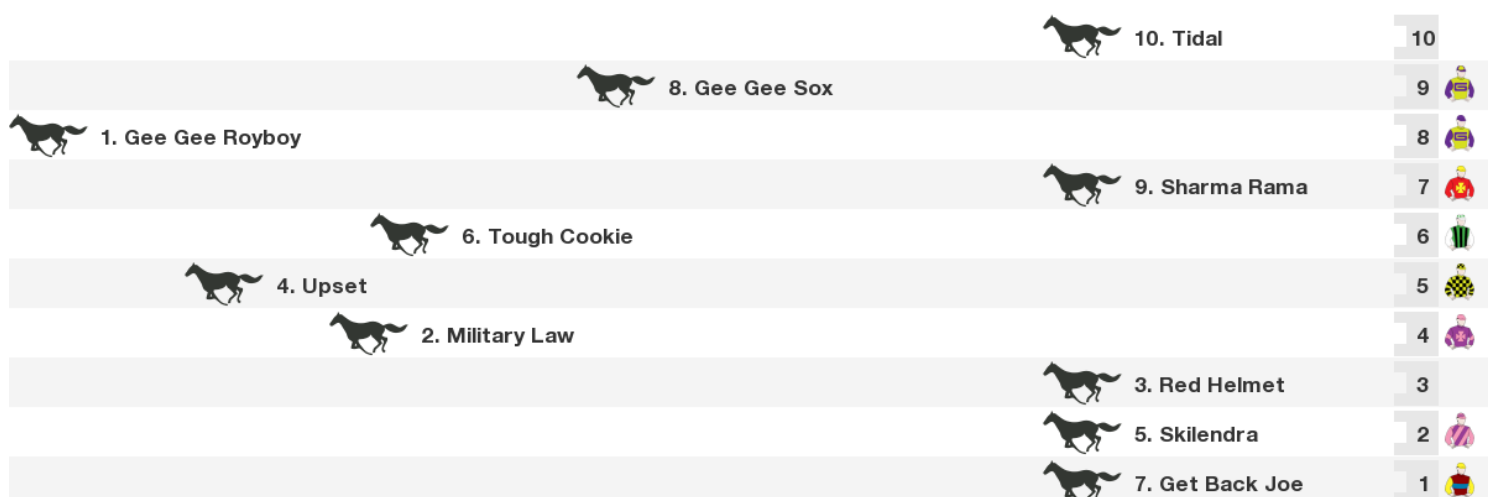 10. Tidal 10
8. Gee Gee Sox 9
1. Gee Gee Royboy 8
9. Sharma Rama 7
6. Tough Cookie 6
4. Upset 5
2. Military Law 4
3. Red Helmet 3
5. Skilendra 2
7. Get Back Joe 1